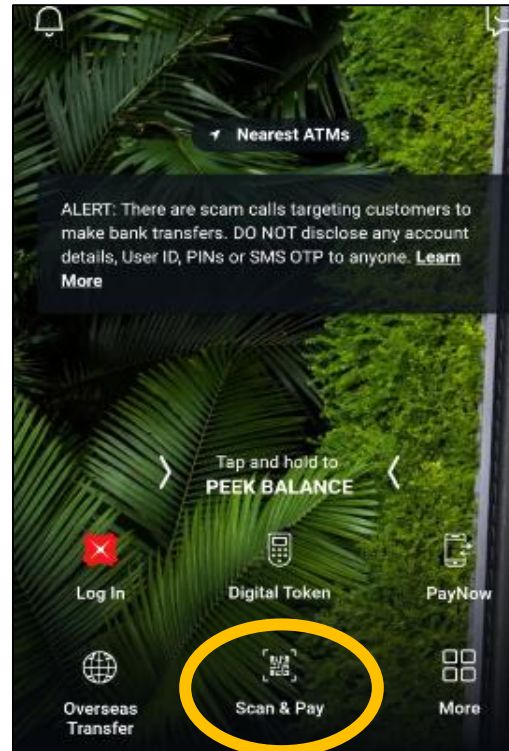 Nearest ATMs
ALERT: There are scam calls targeting customers to
make bank transfers. DO NOT disclose any account
details, User ID, PINs or SMS OTP to anyone. Learn
More
Tap and hold to
PEEK BALANCE
Log In
Digital Token
PayNow
Overseas
Transfer
Scan & Pay
More